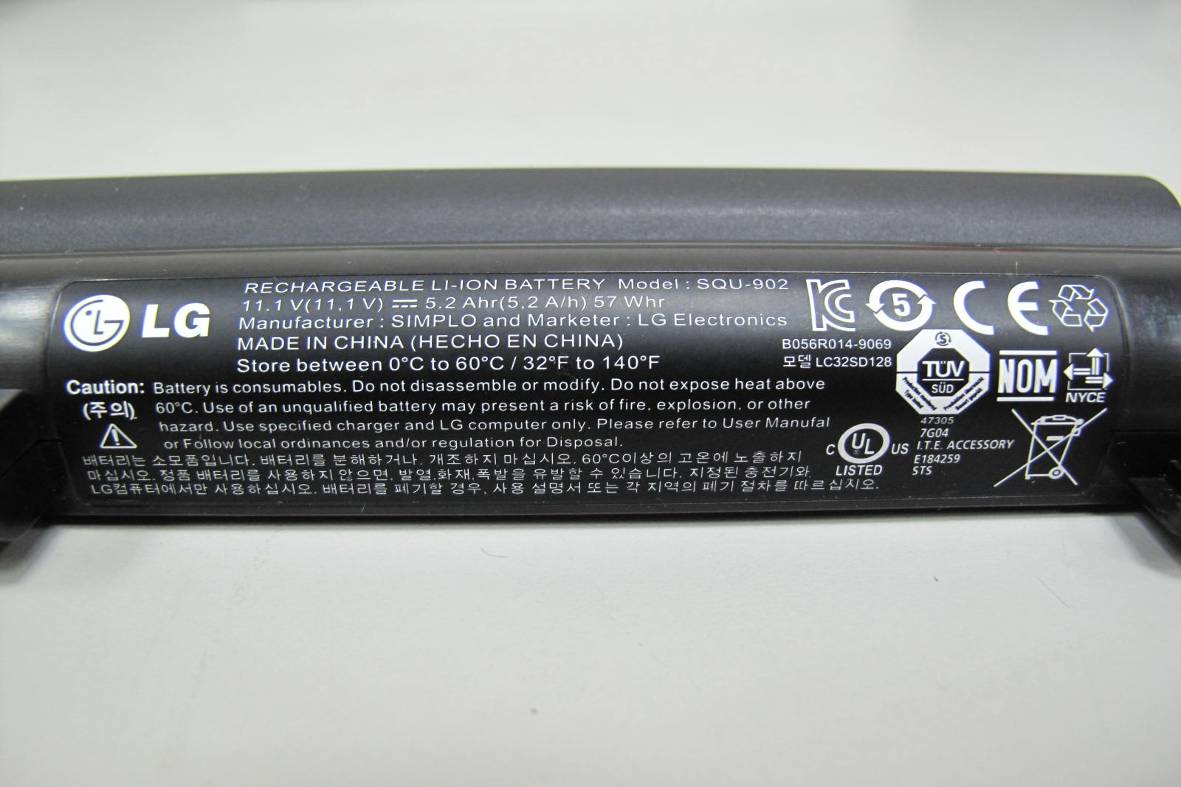 LG
RECHARGEABLE LI-ION BATTERY Model : SQU-902
11.1 V(11,1 V) 5.2 Ahr(5.2 A/h) 57 Whr
Manufacturer : SIMPLO and Marketer : LG Electronics
MADE IN CHINA (HECHO EN CHINA)
Store between 0°C to 60°C / 32°F to 140°F
Caution: Battery is consumables. Do not disassemble or modify. Do not expose heat above
(주의) 60°C. Use of an unqualified battery may present a risk of fire, explosion, or other
hazard. Use specified charger and LG computer only. Please refer to User Manufal
or Follow local ordinances and/or regulation for Disposal.
배터리는 소모품입니다. 배터리를 분해하거나, 개조하지 마십시오. 60°C이상의 고온에 노출하지
마십시오. 정품 배터리를 사용하지 않으면, 발열,화재,폭발을 유발할 수 있습니다. 지정된 충전기와
LG컴퓨터에서만 사용하십시오. 배터리를 폐기할 경우, 사용 설명서 또는 각 지역의 폐기 절차를 따르십시오.
5
CE
B056R014-9069
모델 LC32SD128
S
TÜV
SÜD
NOM
NYCE
C UL US
LISTED
47305
7G04
I.T.E. ACCESSORY
E184259
STS